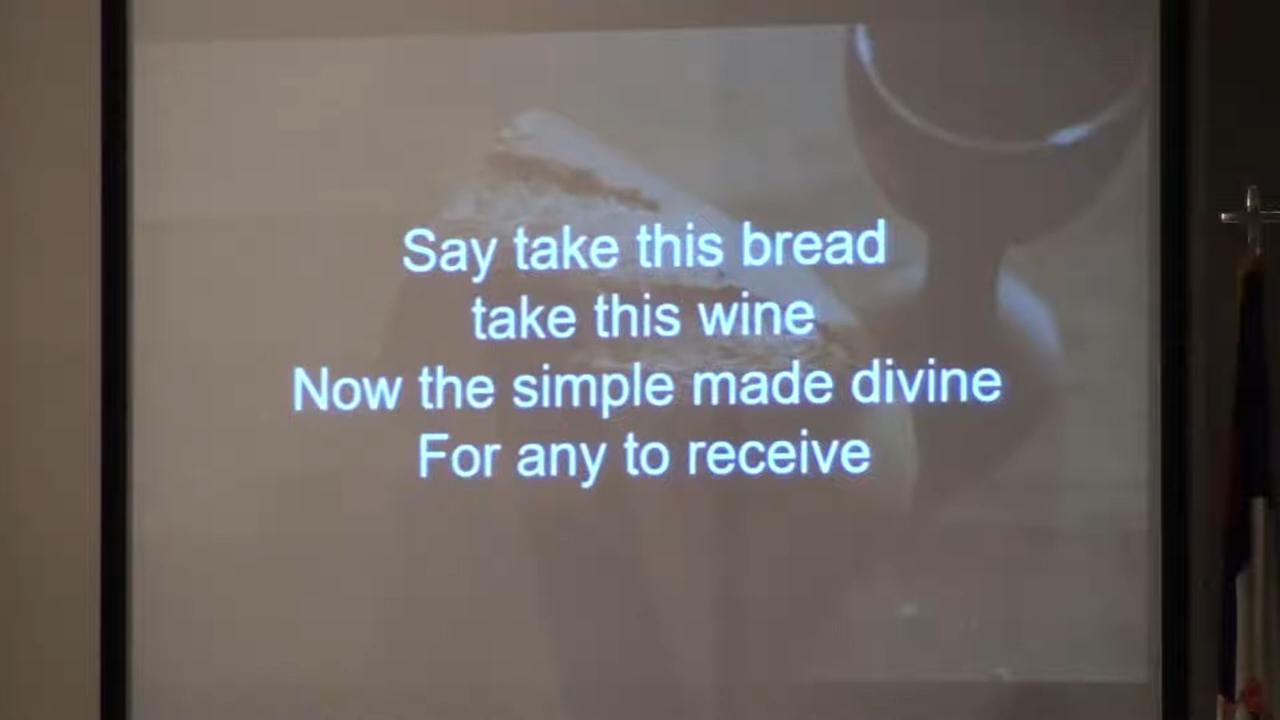 Say take this bread
take this wine
Now the simple made divine
For any to receive